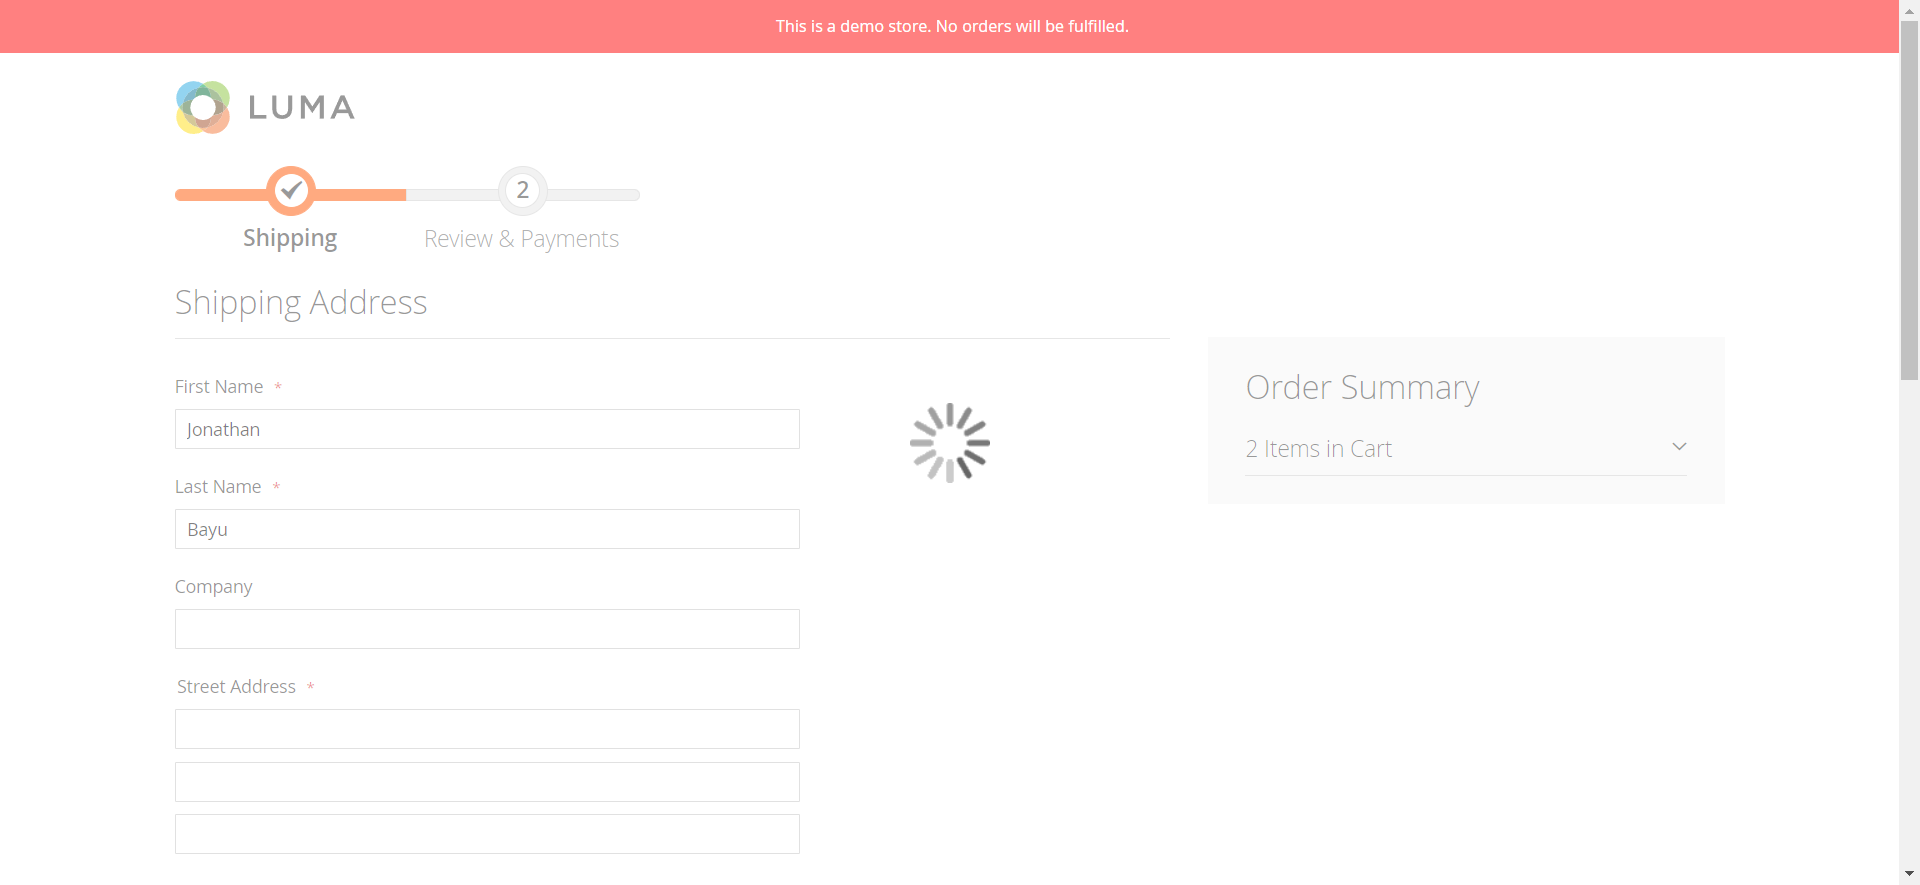 This is a demo store. No orders will be fulfilled.
LUMA
2
Shipping
Review & Payments
Shipping Address
First Name *
Jonathan
Last Name *
Bayu
Company
Street Address *
Order Summary
2 Items in Cart